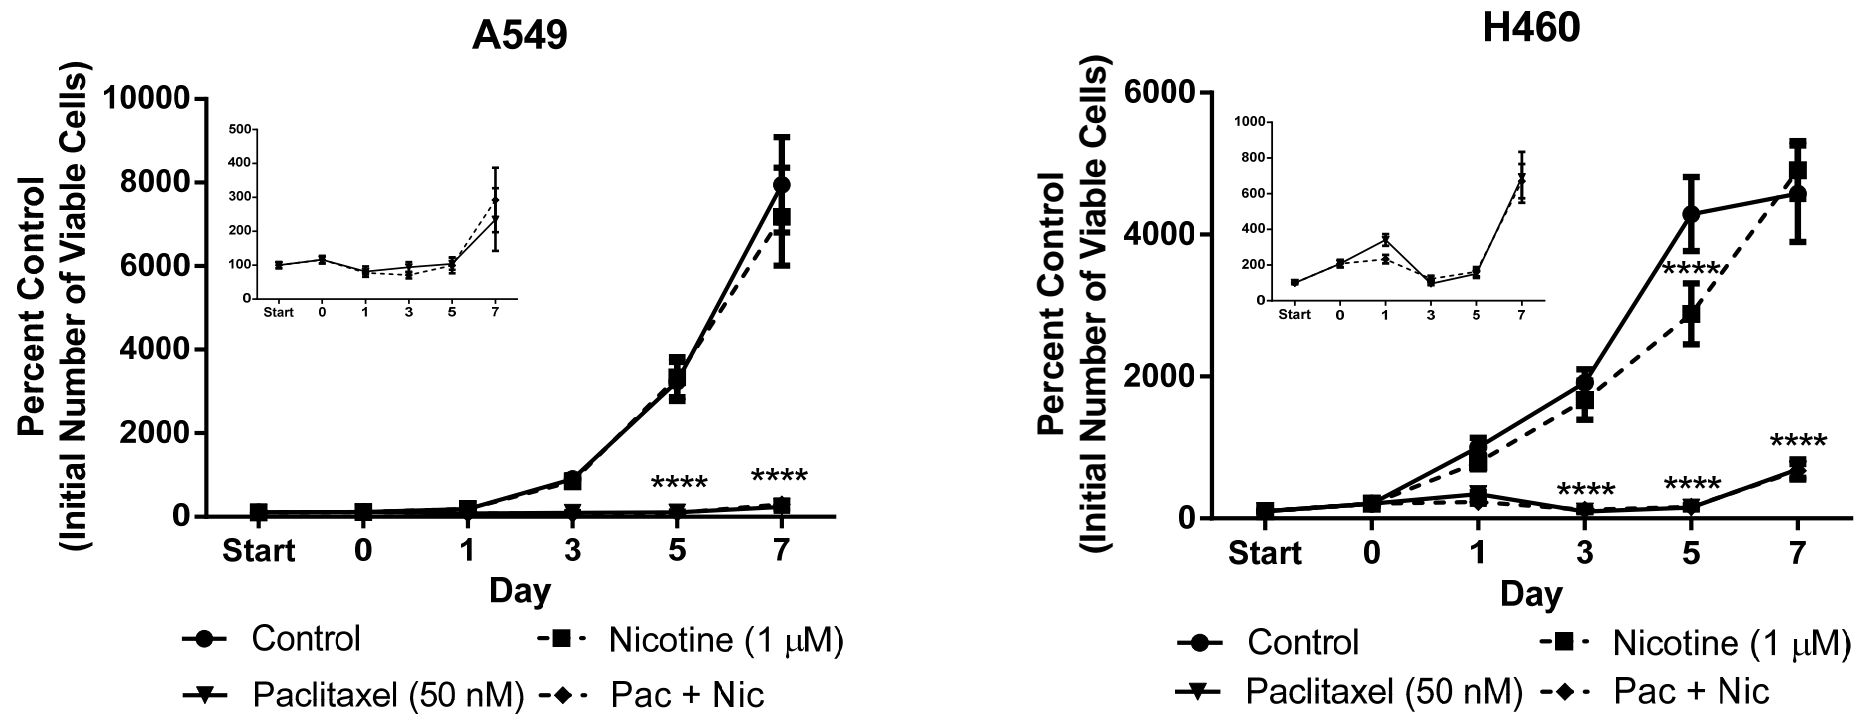 A549
Percent Control
(Initial Number of Viable Cells)
10000
8000
6000
4000
2000
0
500
400
300
200
100
0
Start 0 1 3 5 7
**** ****
Start 0 1 3 5 7
Day
Control Nicotine (1 μM)
Paclitaxel (50 nM) Pac + Nic
H460
Percent Control
(Initial Number of Viable Cells)
6000
4000
2000
0
1000
800
600
400
200
0
Start 0 1 3 5 7
****
****
**** ****
Start 0 1 3 5 7
Day
Control Nicotine (1 μM)
Paclitaxel (50 nM) Pac + Nic